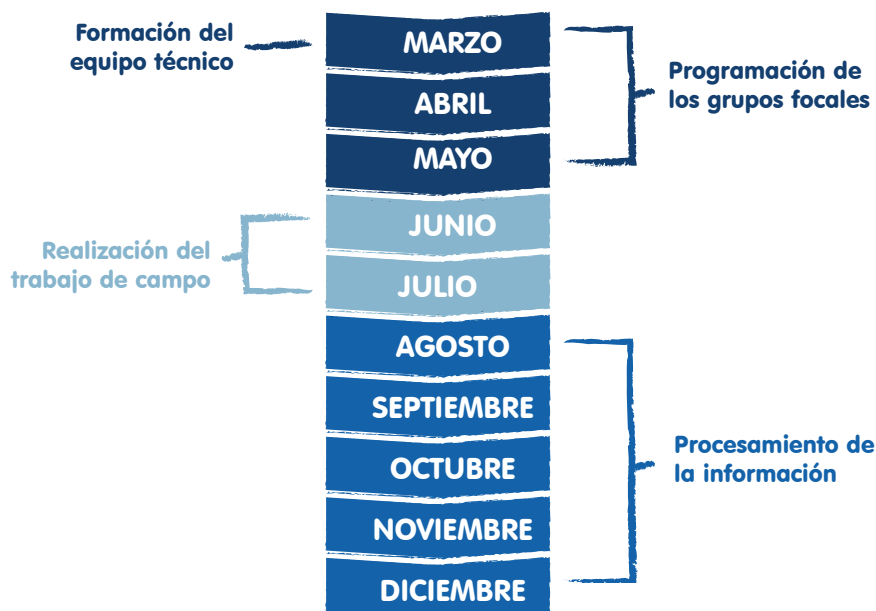 Formación del
equipo técnico
MARZO
ABRIL
MAYO
Programación de
los grupos focales
JUNIO
JULIO
Realización del
trabajo de campo
AGOSTO
SEPTIEMBRE
OCTUBRE
NOVIEMBRE
DICIEMBRE
Procesamiento de
la información